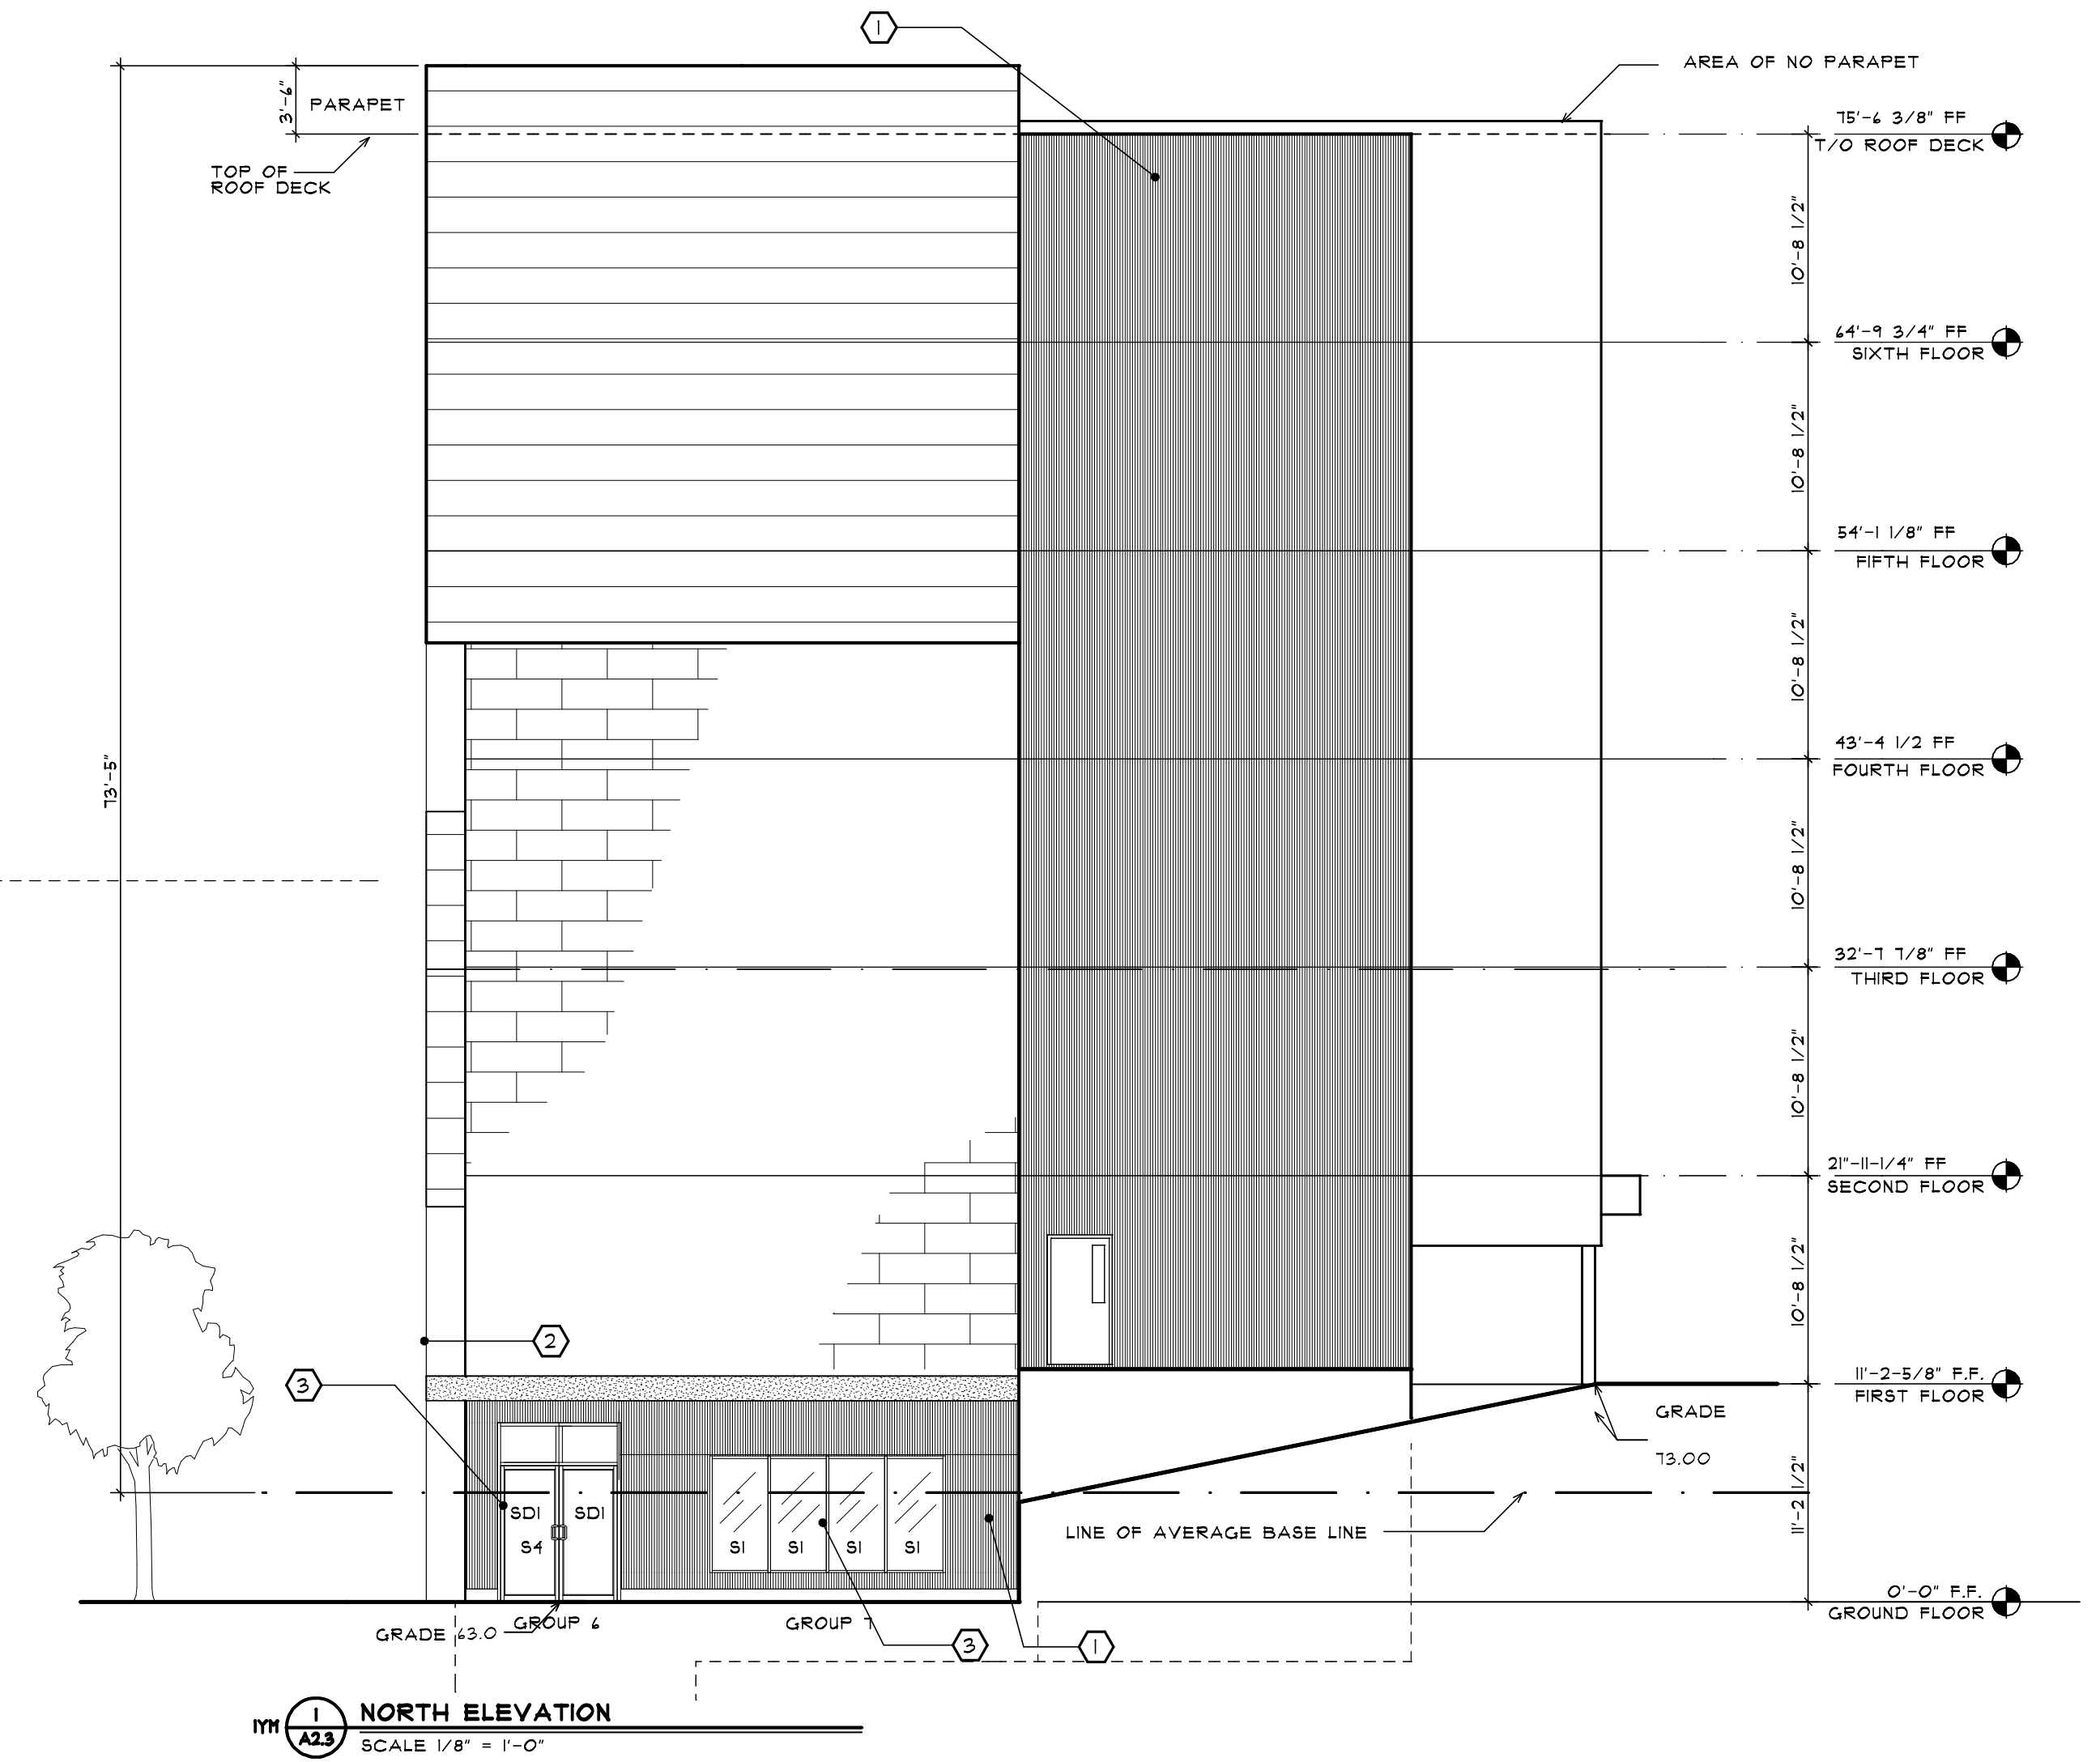 1
AREA OF NO PARAPET
3'-6"
PARAPET
TOP OF
ROOF DECK
75'-6 3/8" FF
T/O ROOF DECK
10'-8 1/2"
64'-9 3/4" FF
SIXTH FLOOR
10'-8 1/2"
54'-1 1/8" FF
FIFTH FLOOR
10'-8 1/2"
43'-4 1/2 FF
FOURTH FLOOR
73'-5"
10'-8 1/2"
32'-7 7/8" FF
THIRD FLOOR
10'-8 1/2"
21"-11-1/4" FF
SECOND FLOOR
10'-8 1/2"
2
3
11'-2-5/8" F.F.
FIRST FLOOR
GRADE
73.00
11'-2 1/2"
SD1 SD1
S4
S1 S1 S1 S1
LINE OF AVERAGE BASE LINE
0'-0" F.F.
GROUND FLOOR
GROUP 6
GROUP 7
GRADE 63.0
3
1
1YM
1
A2.3
NORTH ELEVATION
SCALE 1/8" = 1'-0"